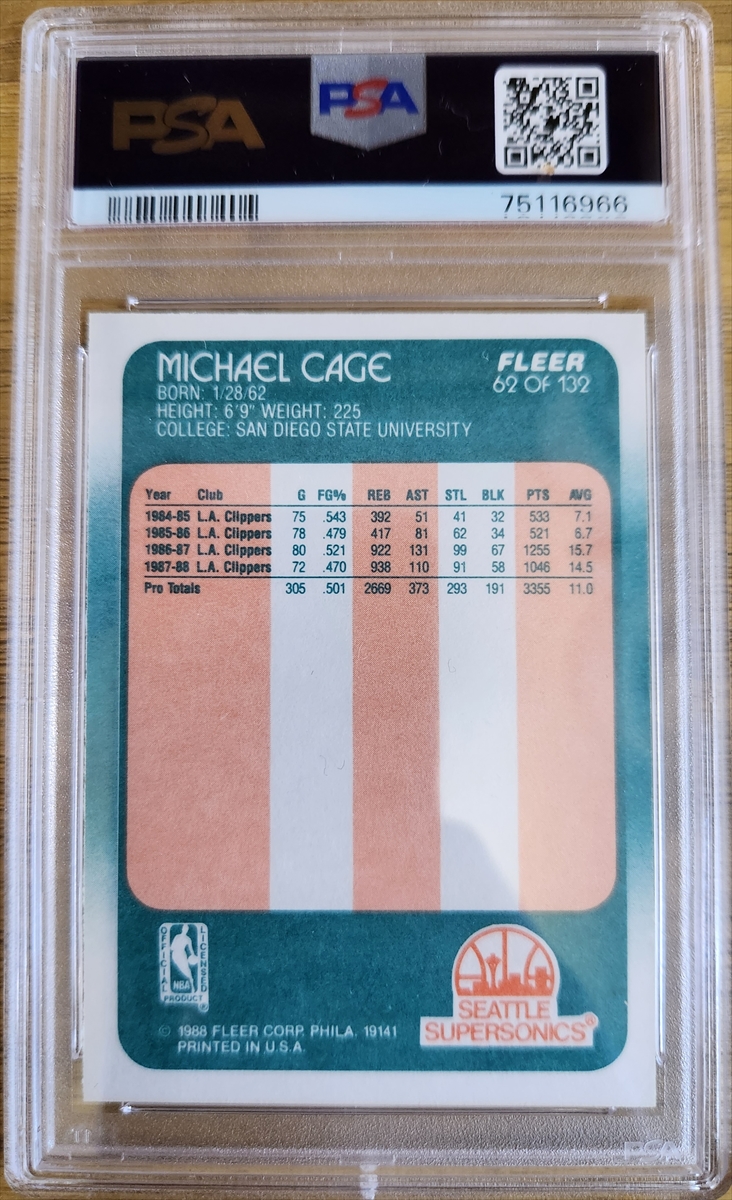 PSA PSA
75116966
MICHAEL CAGE
FLEER
62 OF 132
BORN: 1/28/62
HEIGHT: 6'9" WEIGHT: 225
COLLEGE: SAN DIEGO STATE UNIVERSITY
Year Club G FG% REB AST STL BLK PTS AVG
1984-85 L.A. Clippers 75 .543 392 51 41 32 533 7.1
1985-86 L.A. Clippers 78 .479 417 81 62 34 521 6.7
1986-87 L.A. Clippers 80 .521 922 131 99 67 1255 15.7
1987-88 L.A. Clippers 72 .470 938 110 91 58 1046 14.5
Pro Totals 305 .501 2669 373 293 191 3355 11.0
OFFICIAL
LICENSED
NBA
PRODUCT ®
SEATTLE
SUPERSONICS®
© 1988 FLEER CORP. PHILA. 19141
PRINTED IN U.S.A.
PSA